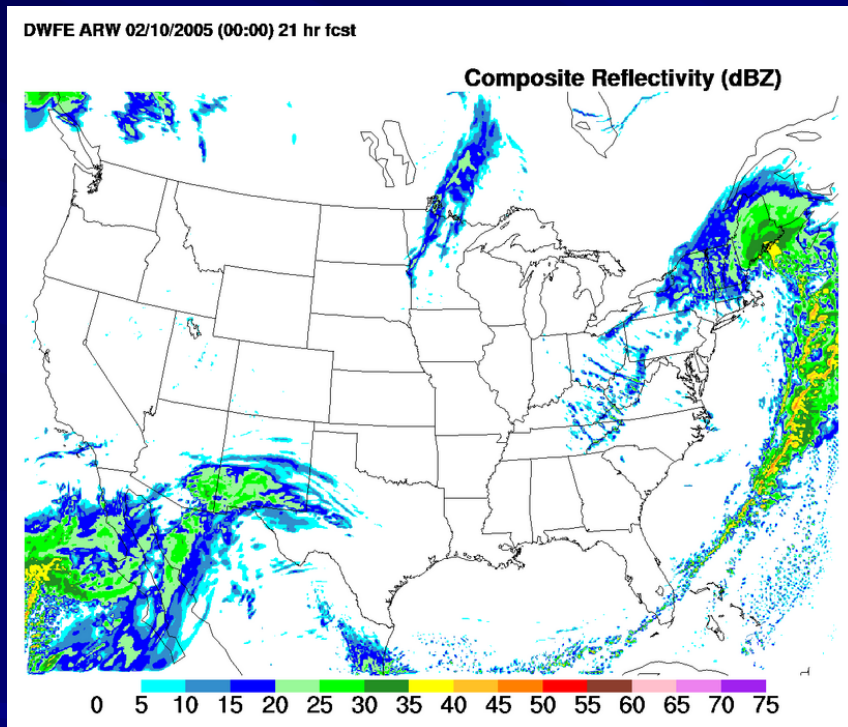 DWFE ARW 02/10/2005 (00:00) 21 hr fcst
Composite Reflectivity (dBZ)
0 5 10 15 20 25 30 35 40 45 50 55 60 65 70 75